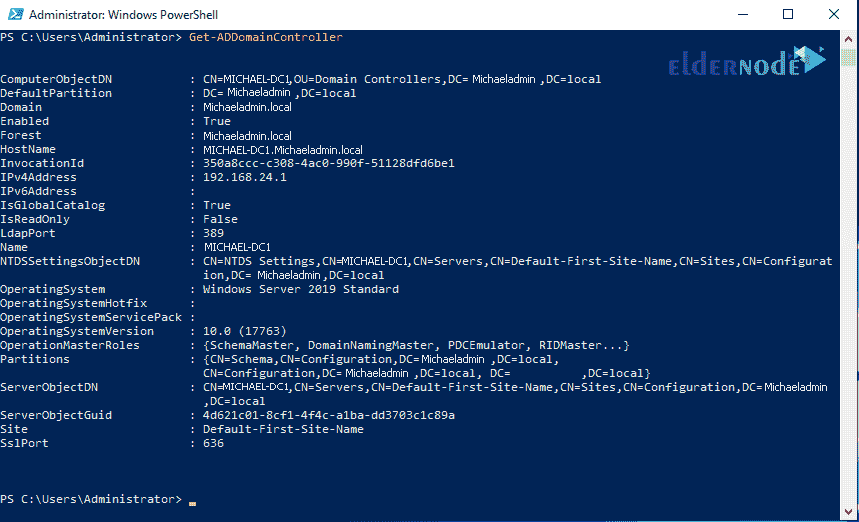 Administrator: Windows PowerShell
PS C:\Users\Administrator> Get-ADDomainController
ELDERNODE
ComputerObjectDN : CN=MICHAEL-DC1,OU=Domain Controllers,DC= Michaeladmin ,DC=local
DefaultPartition : DC= Michaeladmin ,DC=local
Domain : Michaeladmin.local
Enabled : True
Forest : Michaeladmin.local
HostName : MICHAEL-DC1.Michaeladmin.local
InvocationId : 350a8ccc-c308-4ac0-990f-51128dfd6be1
IPv4Address : 192.168.24.1
IPv6Address :
IsGlobalCatalog : True
IsReadOnly : False
LdapPort : 389
Name : MICHAEL-DC1
NTDSSettingsObjectDN : CN=NTDS Settings,CN=MICHAEL-DC1,CN=Servers,CN=Default-First-Site-Name,CN=Sites,CN=Configurat
ion,DC= Michaeladmin ,DC=local
OperatingSystem : Windows Server 2019 Standard
OperatingSystemHotfix :
OperatingSystemServicePack :
OperatingSystemVersion : 10.0 (17763)
OperationMasterRoles : {SchemaMaster, DomainNamingMaster, PDCEmulator, RIDMaster...}
Partitions : {CN=Schema,CN=Configuration,DC= Michaeladmin ,DC=local,
CN=Configuration,DC= Michaeladmin ,DC=local, DC= ,DC=local}
ServerObjectDN : CN=MICHAEL-DC1,CN=Servers,CN=Default-First-Site-Name,CN=Sites,CN=Configuration,DC= Michaeladmin
,DC=local
ServerObjectGuid : 4d621c01-8cf1-4f4c-a1ba-dd3703c1c89a
Site : Default-First-Site-Name
SslPort : 636
PS C:\Users\Administrator> _